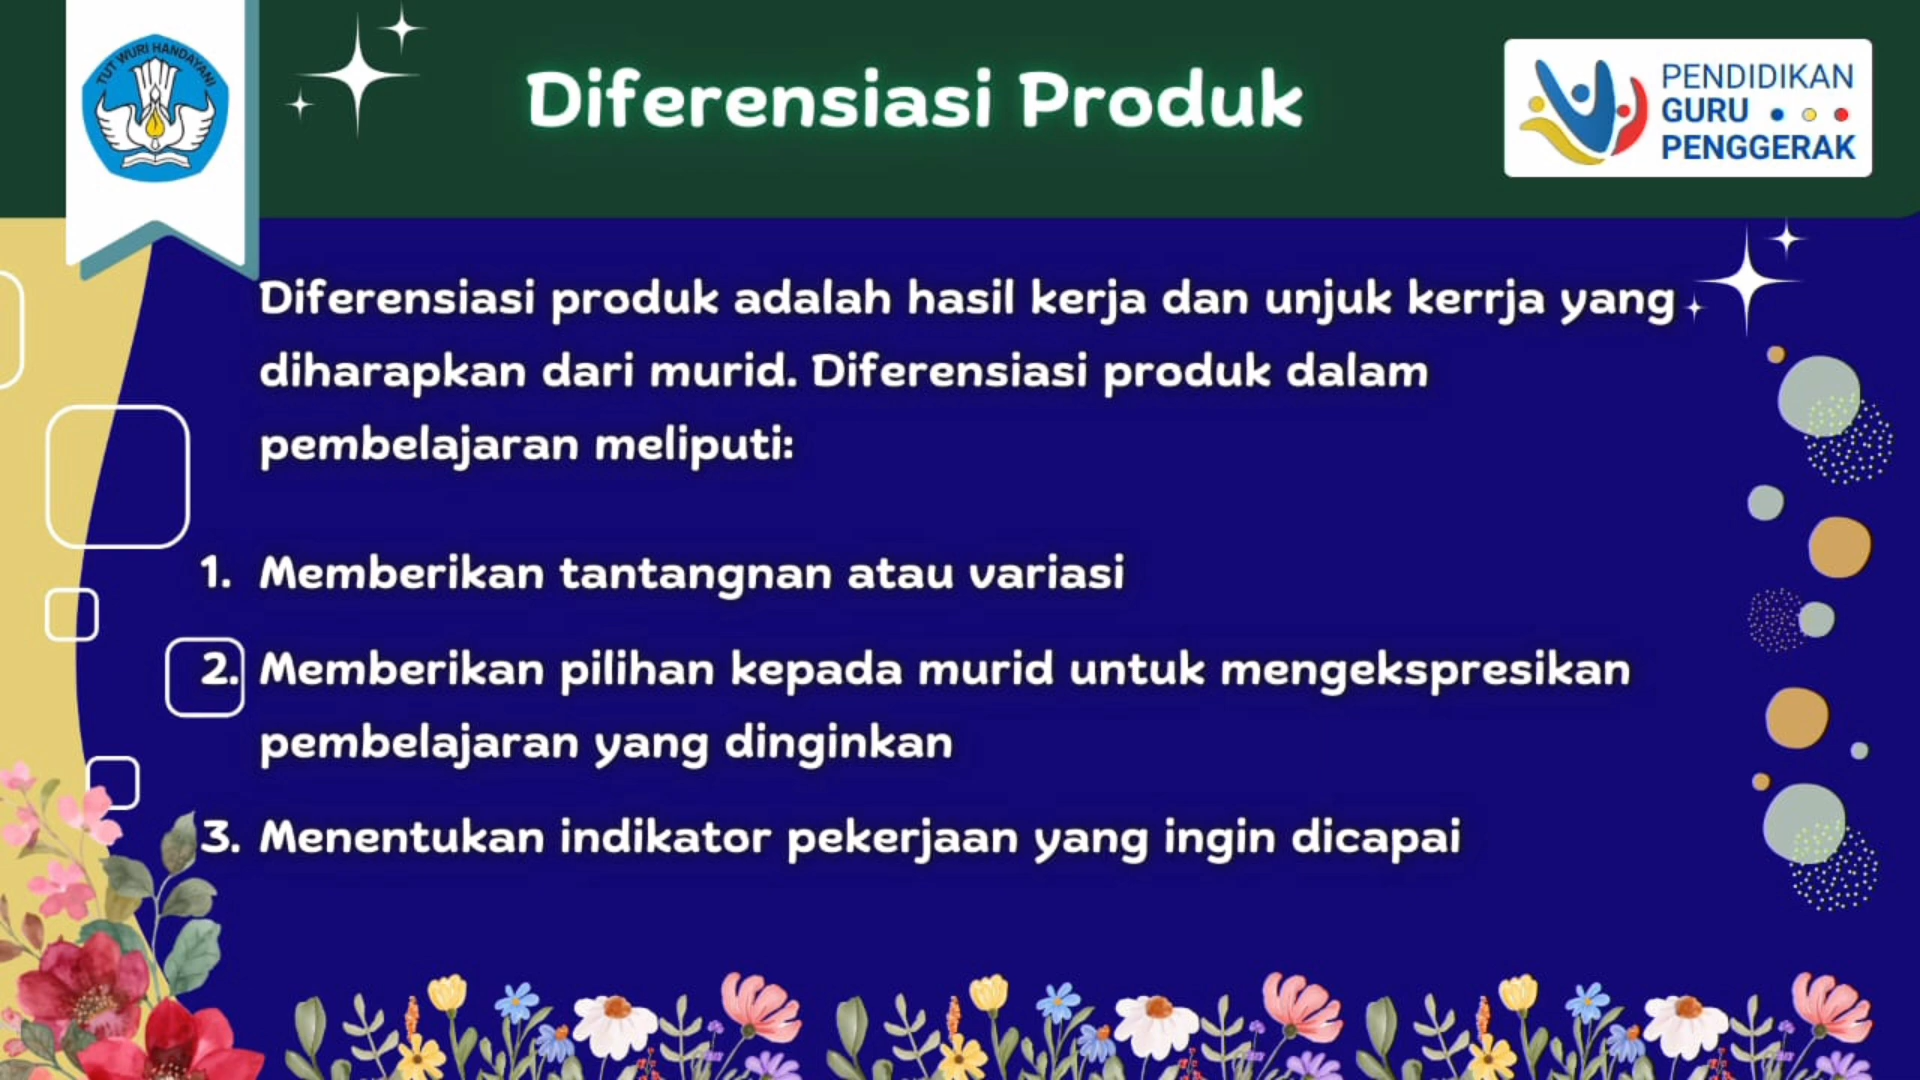 TUT WURI HANDAYANI
Diferensiasi Produk
PENDIDIKAN
GURU
PENGGERAK
Diferensiasi produk adalah hasil kerja dan unjuk kerrja yang
diharapkan dari murid. Diferensiasi produk dalam
pembelajaran meliputi:
1. Memberikan tantangnan atau variasi
2. Memberikan pilihan kepada murid untuk mengekspresikan
pembelajaran yang dinginkan
3. Menentukan indikator pekerjaan yang ingin dicapai